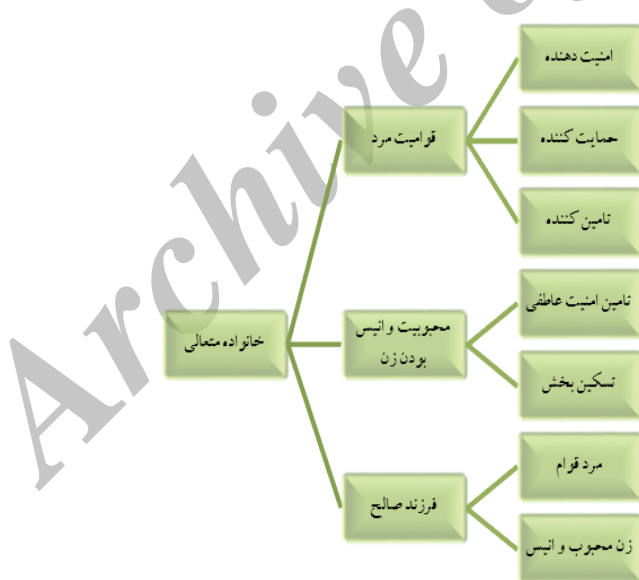 امنیت دهنده
قوامیت مرد
حمایت کننده
تامین کننده
خانواده متعالی
محبوبیت و انیس
بودن زن
تامین امنیت عاطفی
تسکین بخش
فرزند صالح
مرد قوام
زن محبوب و انیس
Archive